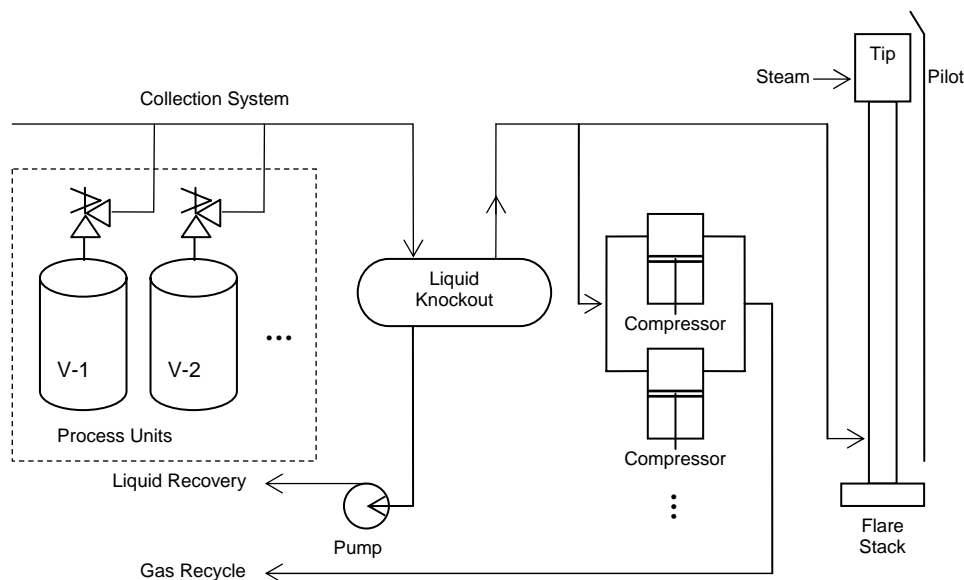 Tip
Steam
Pilot
Collection System
Liquid
Knockout
Compressor
V-1
V-2
...
Process Units
Compressor
Liquid Recovery
...
Pump
Flare
Stack
Gas Recycle